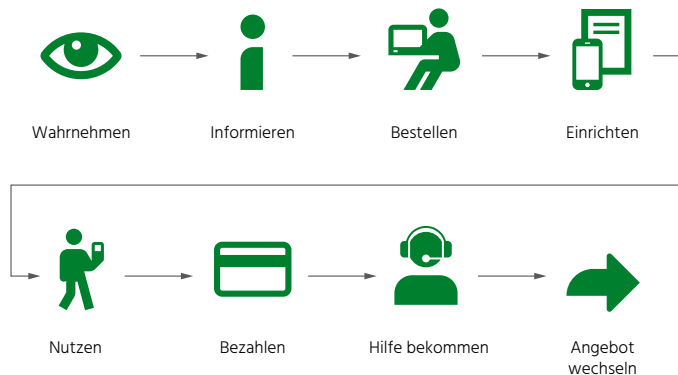 Wahrnehmen
Informieren
Bestellen
Einrichten
Nutzen
Bezahlen
Hilfe bekommen
Angebot
wechseln